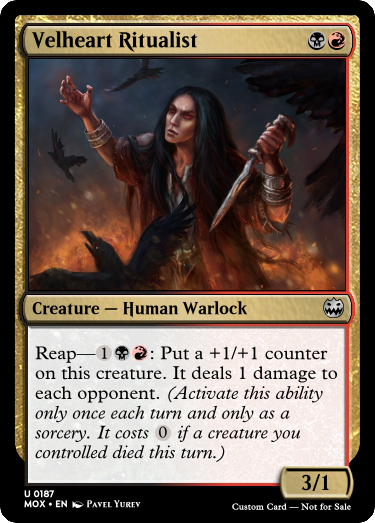 Velheart Ritualist
Creature — Human Warlock
Reap—1: Put a +1/+1 counter
on this creature. It deals 1 damage to
each opponent. (Activate this ability
only once each turn and only as a
sorcery. It costs 0 if a creature you
controlled died this turn.)
3/1
U 0187
MOX • EN Pavel Yurev
Custom Card — Not for Sale